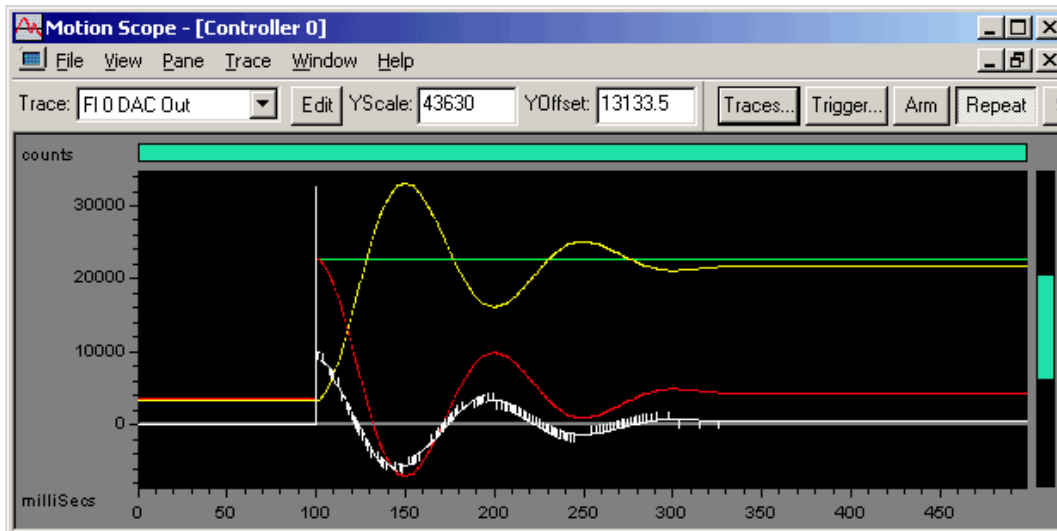 Motion Scope - [Controller 0]
File View Pane Trace Window Help
Trace: FI 0 DAC Out Edit YScale: 43630 YOffset: 13133.5 Traces... Trigger... Arm Repeat
counts
30000
20000
10000
0
milliSecs 0 50 100 150 200 250 300 350 400 450